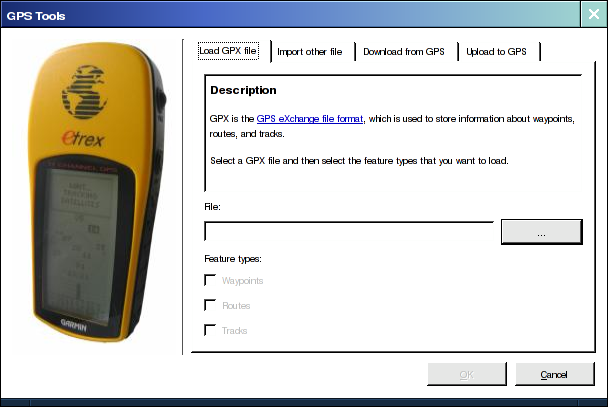 GPS Tools
Load GPX file
Import other file
Download from GPS
Upload to GPS
Description
GPX is the GPS eXchange file format, which is used to store information about waypoints,
routes, and tracks.
Select a GPX file and then select the feature types that you want to load.
File:
...
Feature types:
Waypoints
Routes
Tracks
OK
Cancel
etrex
GARMIN